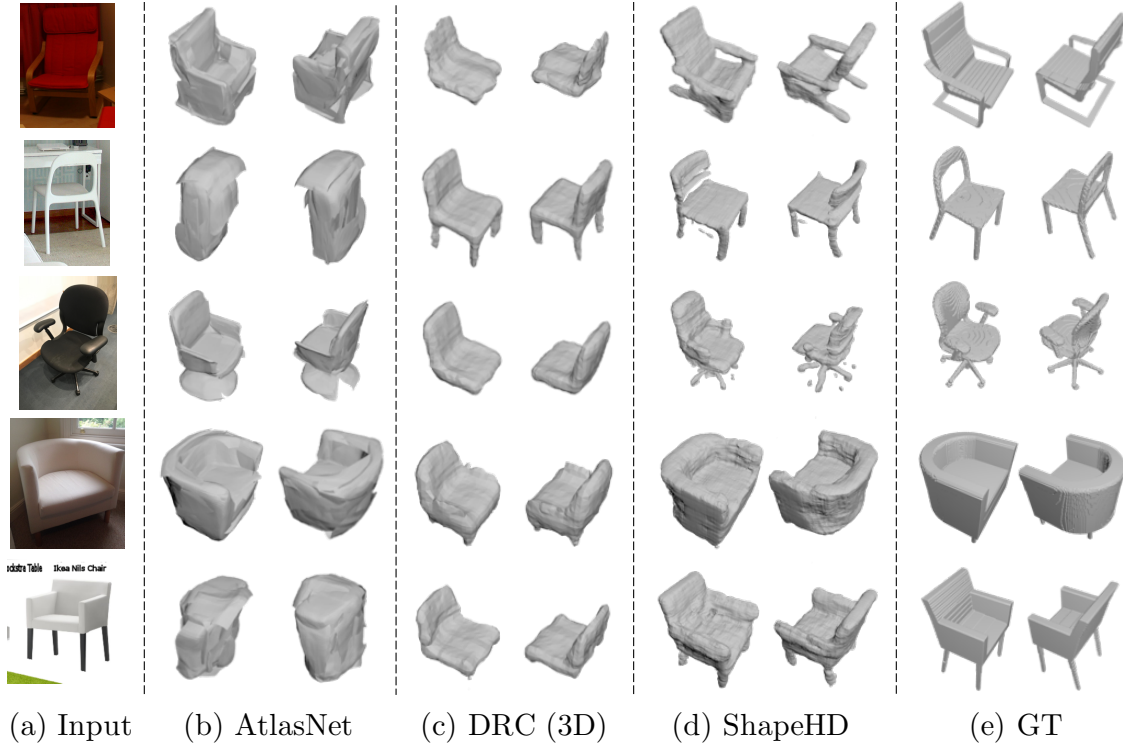 Ikea Nils Chair
(a) Input
(b) AtlasNet
(c) DRC (3D)
(d) ShapeHD
(e) GT